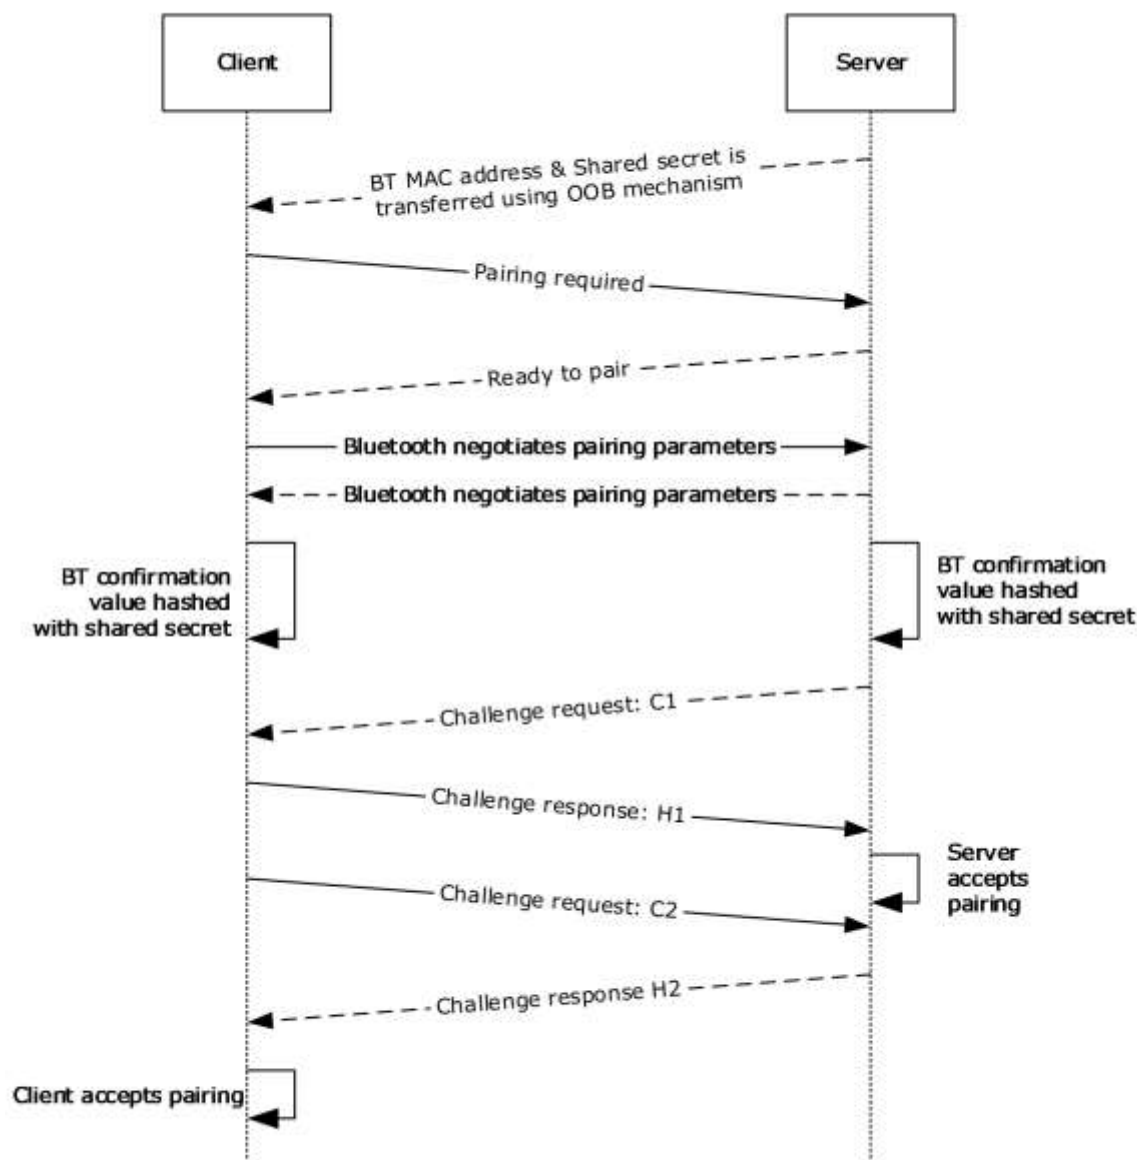 Client
Server
BT MAC address & Shared secret is
transferred using OOB mechanism
Pairing required
Ready to pair
Bluetooth negotiates pairing parameters
Bluetooth negotiates pairing parameters
BT confirmation
value hashed
with shared secret
BT confirmation
value hashed
with shared secret
Challenge request: C1
Challenge response: H1
Server
accepts
pairing
Challenge request: C2
Challenge response H2
Client accepts pairing